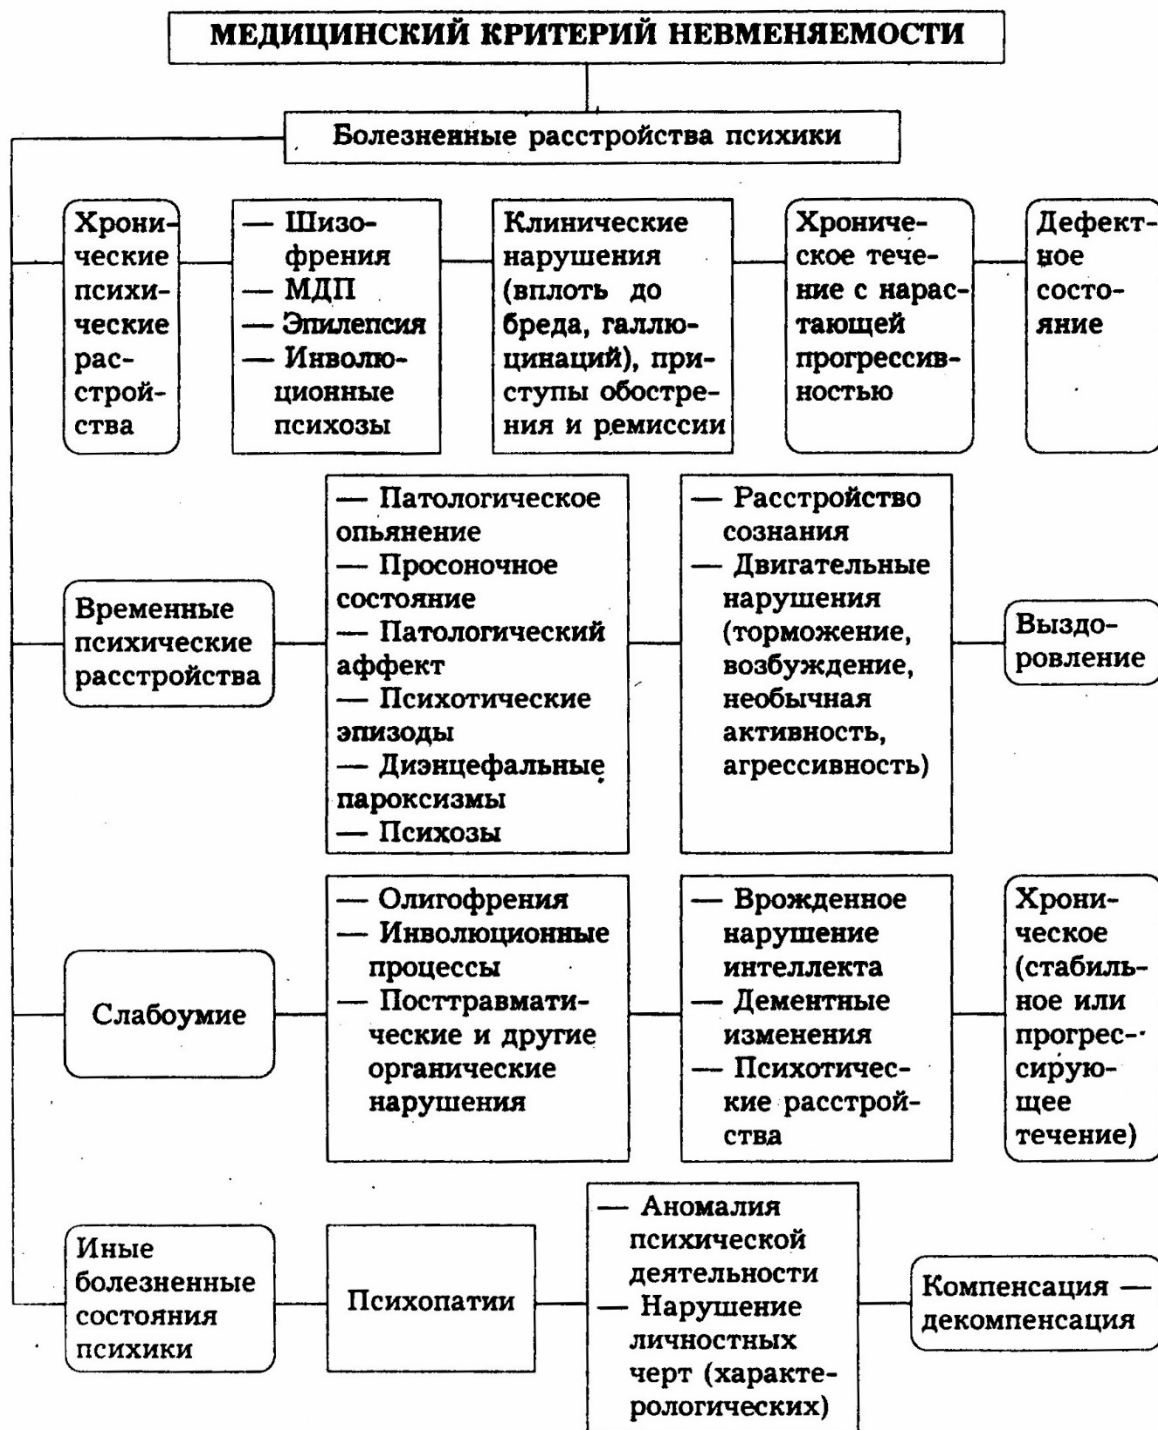 МЕДИЦИНСКИЙ КРИТЕРИЙ НЕВМЕНЯЕМОСТИ
Болезненные расстройства психики
Хрони-
ческие
психи-
ческие
рас-
стройст-
ства
— Шизо-
френия
— МДП
— Эпилепсия
— Инволю-
ционные
психозы
Клинические
нарушения
(вплоть до
бреда, галлю-
цинаций), при-
ступы обостре-
ния и ремиссии
Хрониче-
ское тече-
ние с нарас-
тающей
прогрессив-
ностью
Дефект-
ное
состо-
яние
Временные
психические
расстройства
— Патологическое
опьянение
— Просоночное
состояние
— Патологический
аффект
— Психотические
эпизоды
— Диэнцефальные
пароксизмы
— Психозы
— Расстройство
сознания
— Двигательные
нарушения
(торможение,
возбуждение,
необычная
активность,
агрессивность)
Выздо-
ровление
Слабоумие
— Олигофрения
— Инволюционные
процессы
— Посттравмати-
ческие и другие
органические
нарушения
— Врожденное
нарушение
интеллекта
— Дементные
изменения
— Психотичес-
кие расстрой-
ства
Хрони-
ческое
(стабиль-
ное или
прогрес-
сирую-
щее
течение)
Иные
болезненные
состояния
психики
Психопатии
— Аномалия
психической
деятельности
— Нарушение
личностных
черт (характе-
рологических)
Компенсация —
декомпенсация